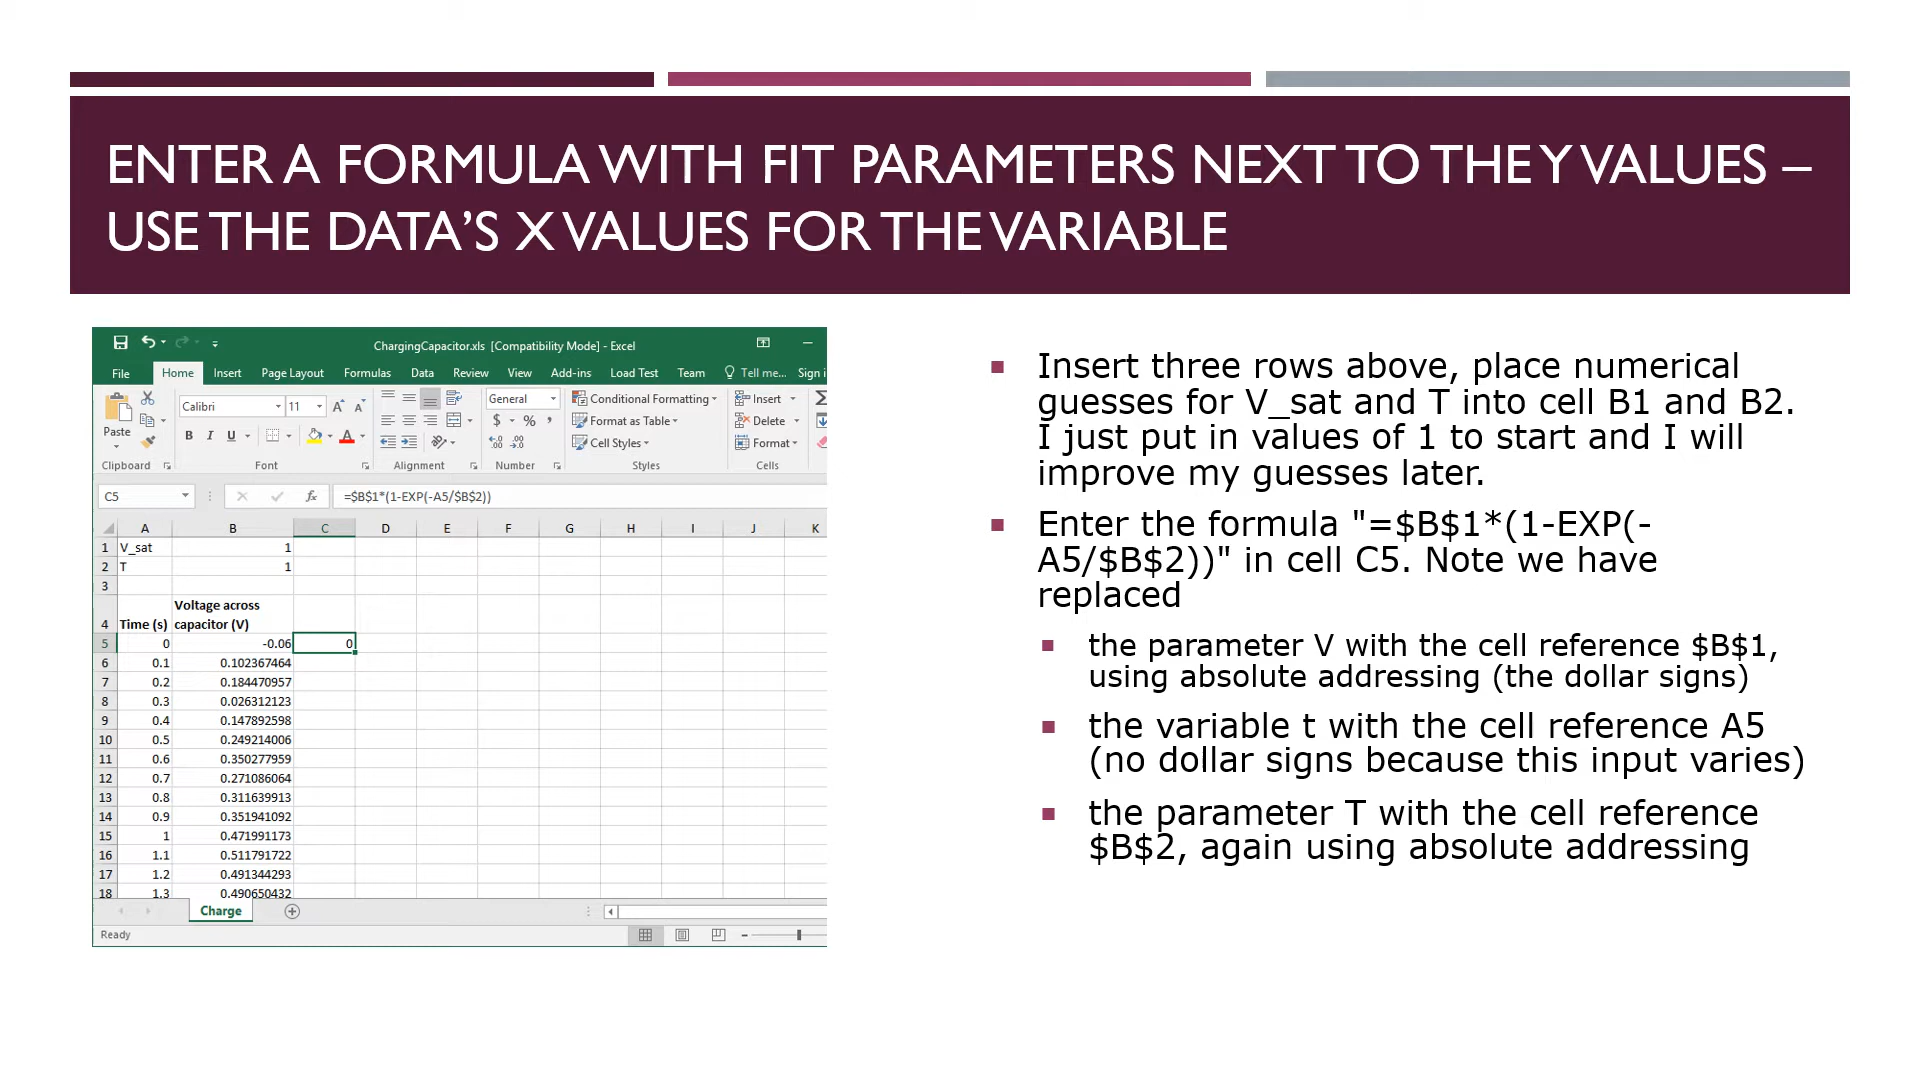 ENTER A FORMULA WITH FIT PARAMETERS NEXT TO THE Y VALUES –
USE THE DATA’S X VALUES FOR THE VARIABLE
ChargingCapacitor.xls [Compatibility Mode] - Excel
File Home Insert Page Layout Formulas Data Review View Add-ins Load Test Team Tell me... Sign i
Paste
Calibri 11
B I U
General
$ % ,
Conditional Formatting
Format as Table
Cell Styles
Insert
Delete
Format
Clipboard Font Alignment Number Styles Cells
C5 fx =$B$1*(1-EXP(-A5/$B$2))
A B C D E F G H I J K
1 V_sat 1
2 T 1
3
Voltage across
4 Time (s) capacitor (V)
5 0 -0.06 0
6 0.1 0.102367464
7 0.2 0.184470957
8 0.3 0.026312123
9 0.4 0.147892598
10 0.5 0.249214006
11 0.6 0.350277959
12 0.7 0.271086064
13 0.8 0.311639913
14 0.9 0.351941092
15 1 0.471991173
16 1.1 0.511791722
17 1.2 0.491344293
18 1.3 0.490650432
Charge
Ready
Insert three rows above, place numerical
guesses for V_sat and T into cell B1 and B2.
I just put in values of 1 to start and I will
improve my guesses later.
Enter the formula "=$B$1*(1-EXP(-
A5/$B$2))" in cell C5. Note we have
replaced
the parameter V with the cell reference $B$1,
using absolute addressing (the dollar signs)
the variable t with the cell reference A5
(no dollar signs because this input varies)
the parameter T with the cell reference
$B$2, again using absolute addressing